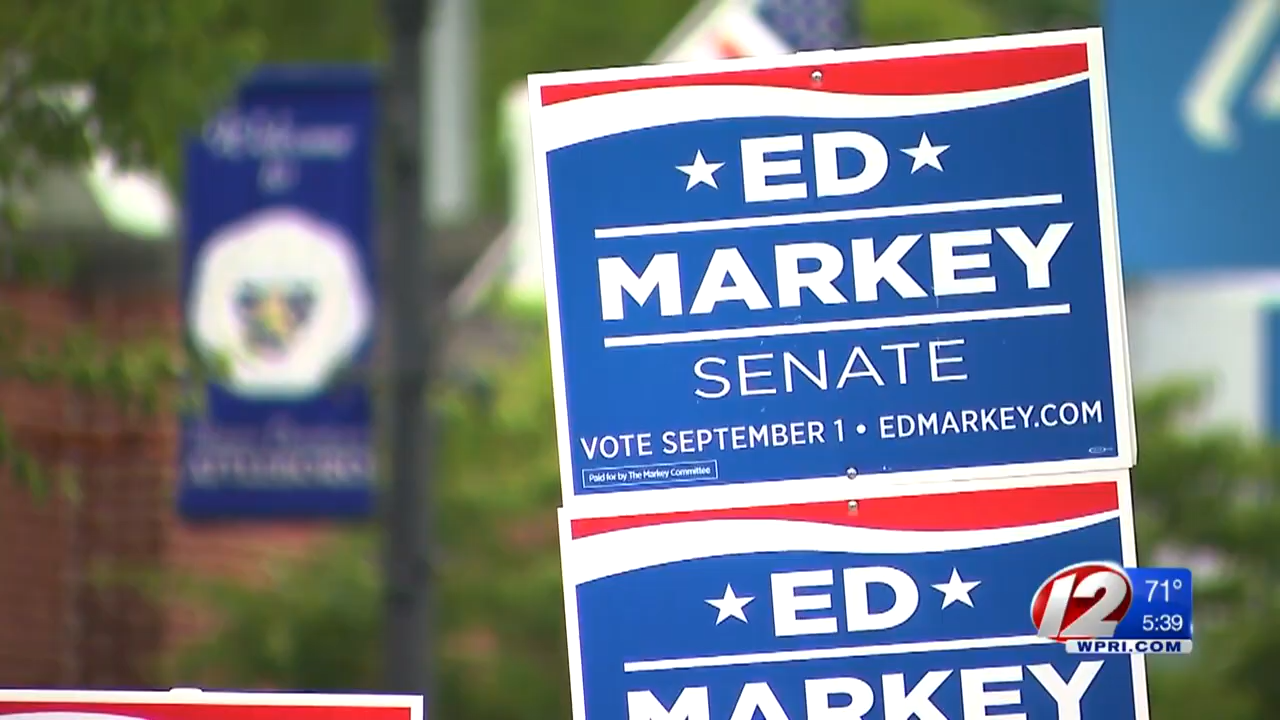 Welcome
★ ED ★
MARKEY
SENATE
VOTE SEPTEMBER 1 • EDMARKEY.COM
Paid for by The Markey Committee
★ ED ★
MARKEY
12
71°
5:39
WPRI.COM